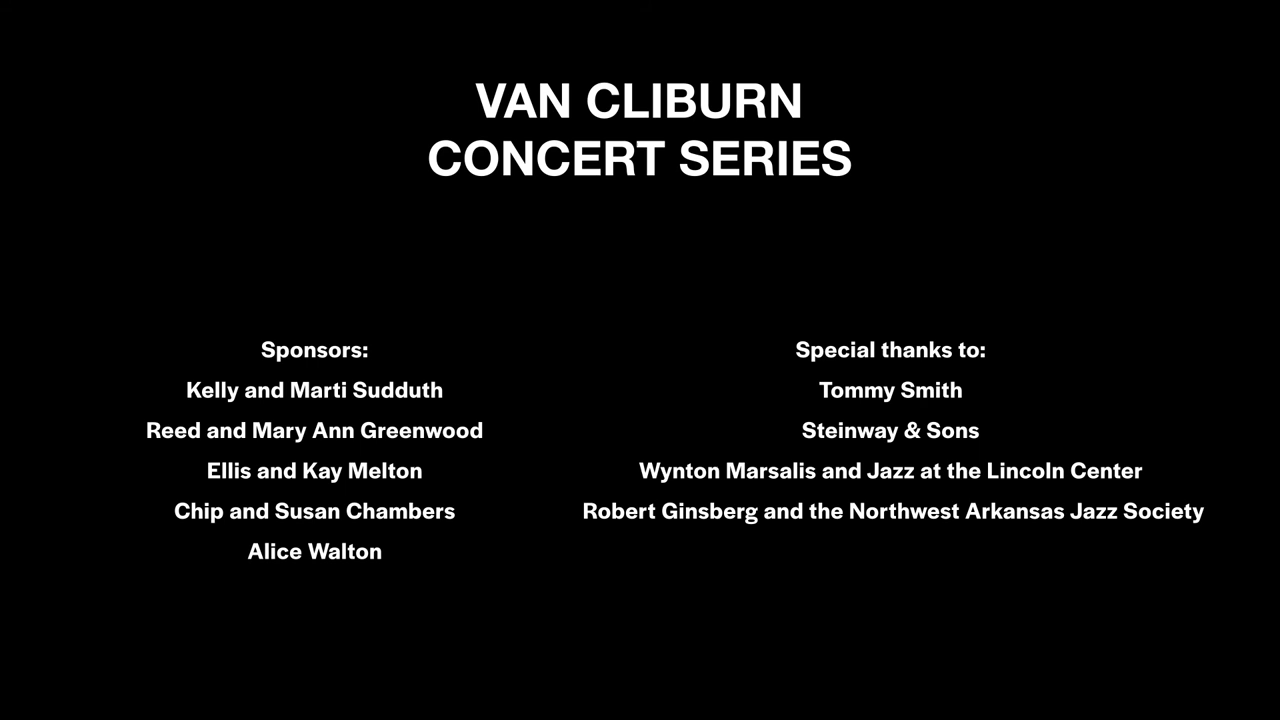 VAN CLIBURN
CONCERT SERIES
Sponsors:
Kelly and Marti Sudduth
Reed and Mary Ann Greenwood
Ellis and Kay Melton
Chip and Susan Chambers
Alice Walton
Special thanks to:
Tommy Smith
Steinway & Sons
Wynton Marsalis and Jazz at the Lincoln Center
Robert Ginsberg and the Northwest Arkansas Jazz Society